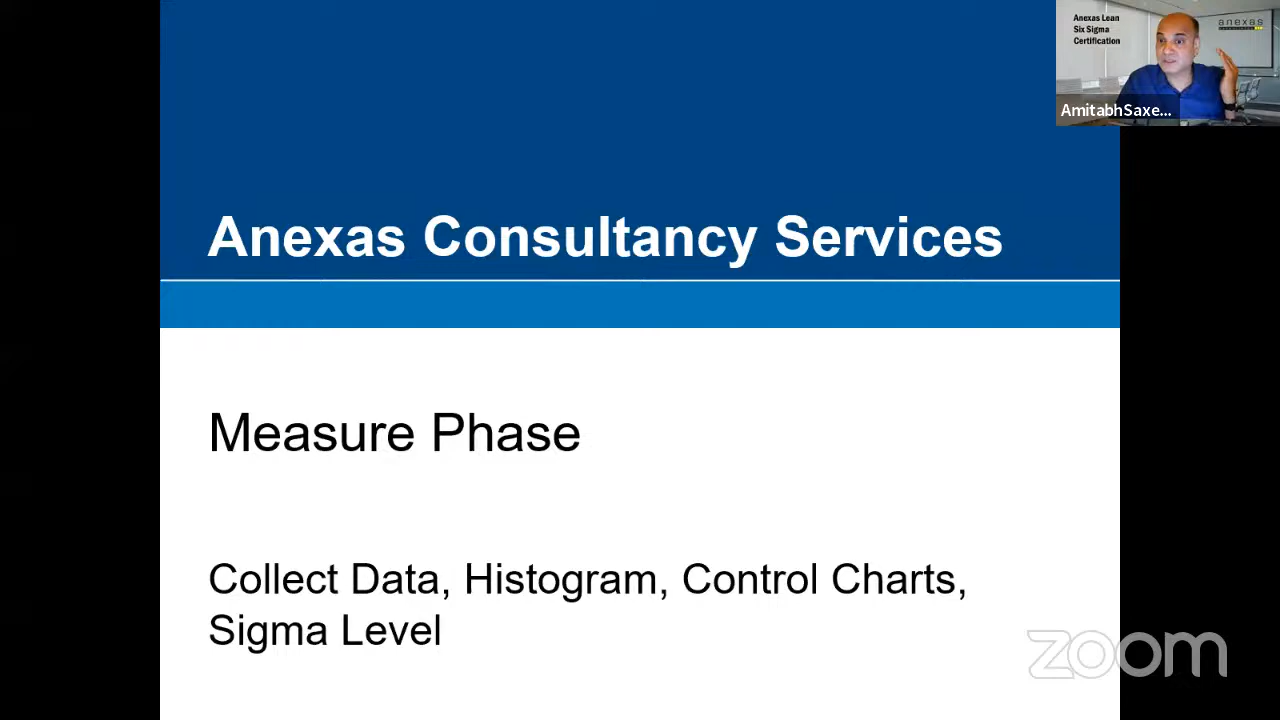 Anexas Lean
Six Sigma
Certification
anexas
AmitabhSaxe...
Anexas Consultancy Services
Measure Phase
Collect Data, Histogram, Control Charts,
Sigma Level
zoom